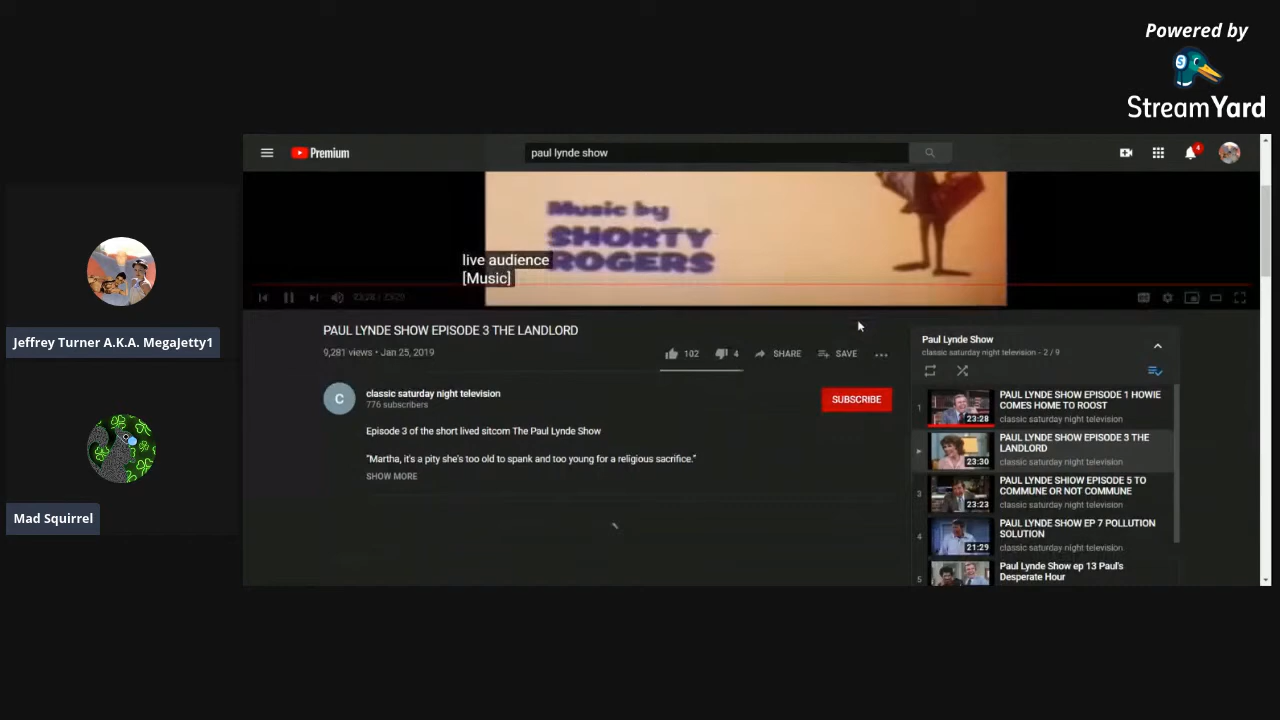 Powered by
StreamYard
Premium
paul lynde show
4
Music by
SHORTY
ROGERS
live audience
[Music]
PAUL LYNDE SHOW EPISODE 3 THE LANDLORD
9,281 views • Jan 25, 2019
102
4
SHARE
SAVE
C
classic saturday night television
776 subscribers
SUBSCRIBE
Episode 3 of the short lived sitcom The Paul Lynde Show
“Martha, it's a pity she's too old to spank and too young for a religious sacrifice.”
SHOW MORE
Paul Lynde Show
classic saturday night television - 2 / 9
1
23:28
PAUL LYNDE SHOW EPISODE 1 HOWIE
COMES HOME TO ROOST
classic saturday night television
23:30
PAUL LYNDE SHOW EPISODE 3 THE
LANDLORD
classic saturday night television
3
23:23
PAUL LYNDE SHOW EPISODE 5 TO
COMMUNE OR NOT COMMUNE
classic saturday night television
4
21:29
PAUL LYNDE SHOW EP 7 POLLUTION
SOLUTION
classic saturday night television
5
Paul Lynde Show ep 13 Paul's
Desperate Hour
Jeffrey Turner A.K.A. MegaJetty1
Mad Squirrel